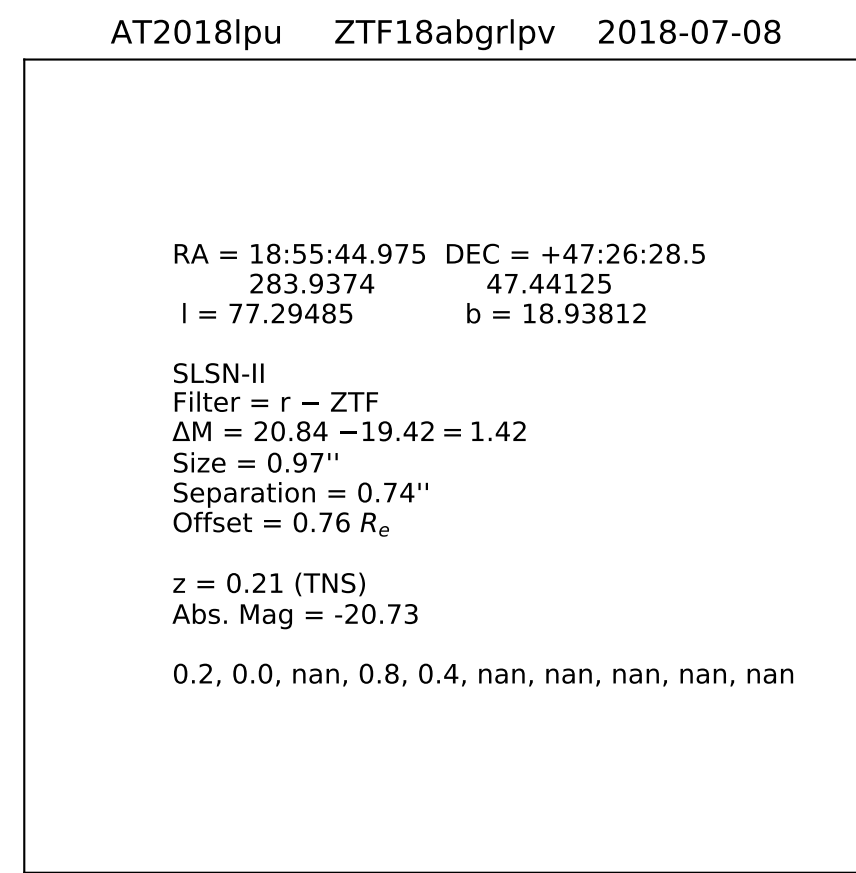 AT2018lpu ZTF18abgrlpv 2018-07-08
RA = 18:55:44.975 DEC = +47:26:28.5
283.9374 47.44125
l = 77.29485 b = 18.93812
SLSN-II
Filter = r − ZTF
ΔM = 20.84 −19.42 = 1.42
Size = 0.97''
Separation = 0.74''
Offset = 0.76 Rₑ
z = 0.21 (TNS)
Abs. Mag = -20.73
0.2, 0.0, nan, 0.8, 0.4, nan, nan, nan, nan, nan